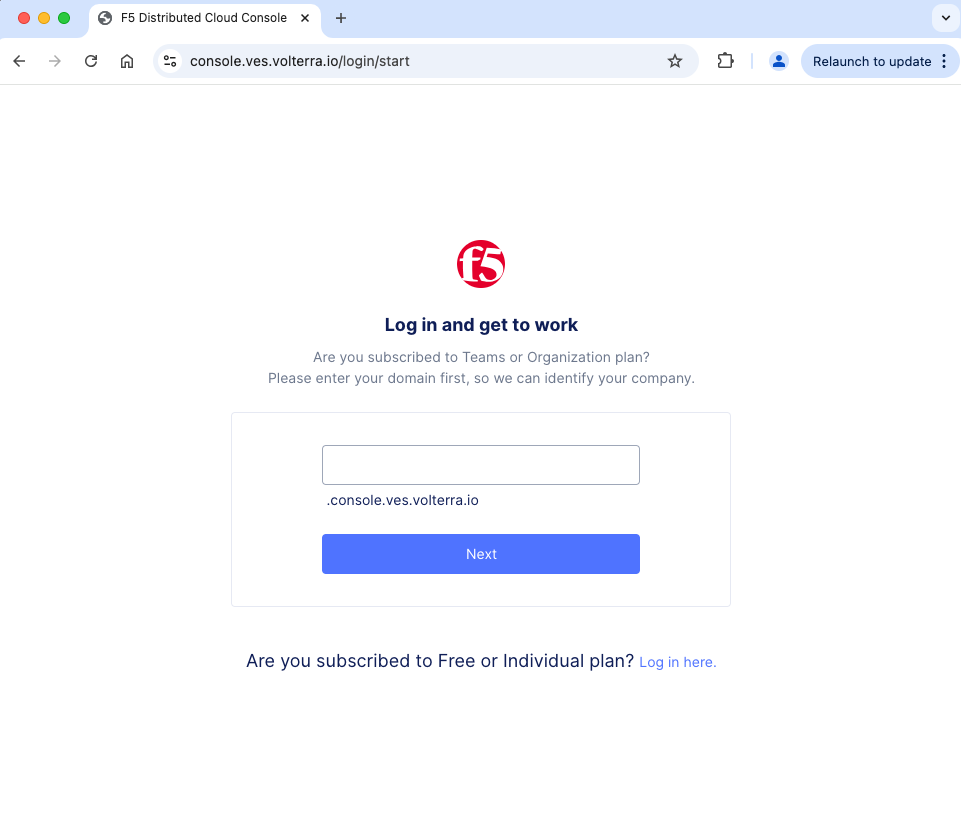 F5 Distributed Cloud Console
console.ves.volterra.io/login/start
Relaunch to update
f5
Log in and get to work
Are you subscribed to Teams or Organization plan?
Please enter your domain first, so we can identify your company.
.console.ves.volterra.io
Next
Are you subscribed to Free or Individual plan? Log in here.